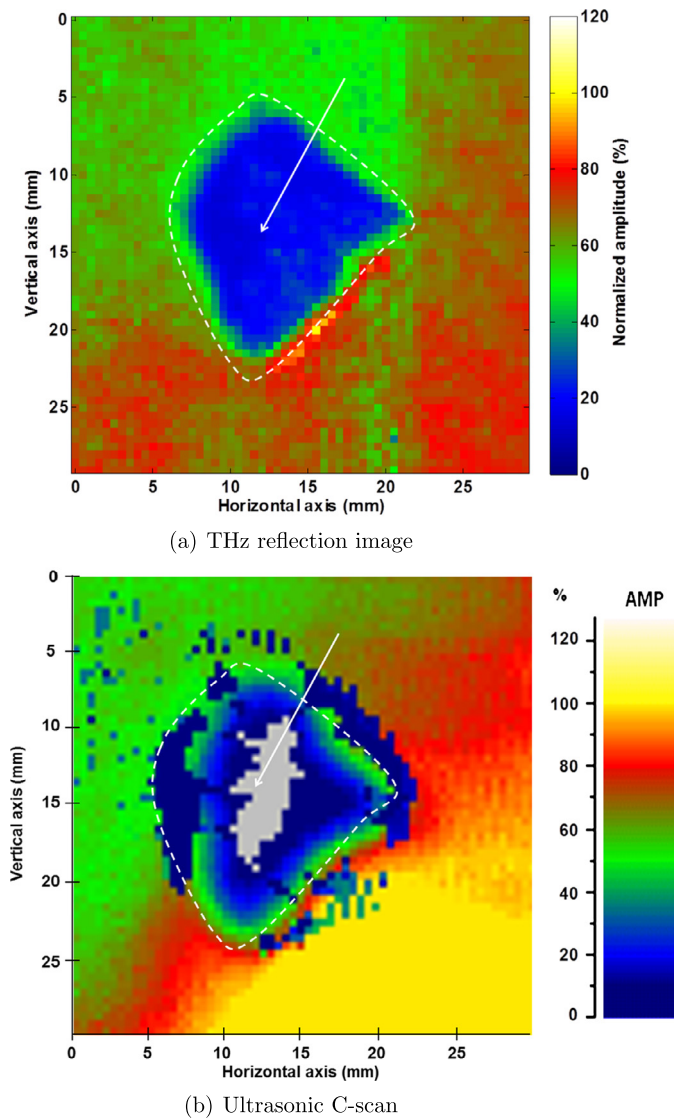 0
5
10
15
20
25
Vertical axis (mm)
0 5 10 15 20 25
Horizontal axis (mm)
120
100
80
60
40
20
0
Normalized amplitude (%)
(a) THz reflection image
0
5
10
15
20
25
Vertical axis (mm)
0 5 10 15 20 25
Horizontal axis (mm)
% AMP
120
100
80
60
40
20
0
(b) Ultrasonic C-scan